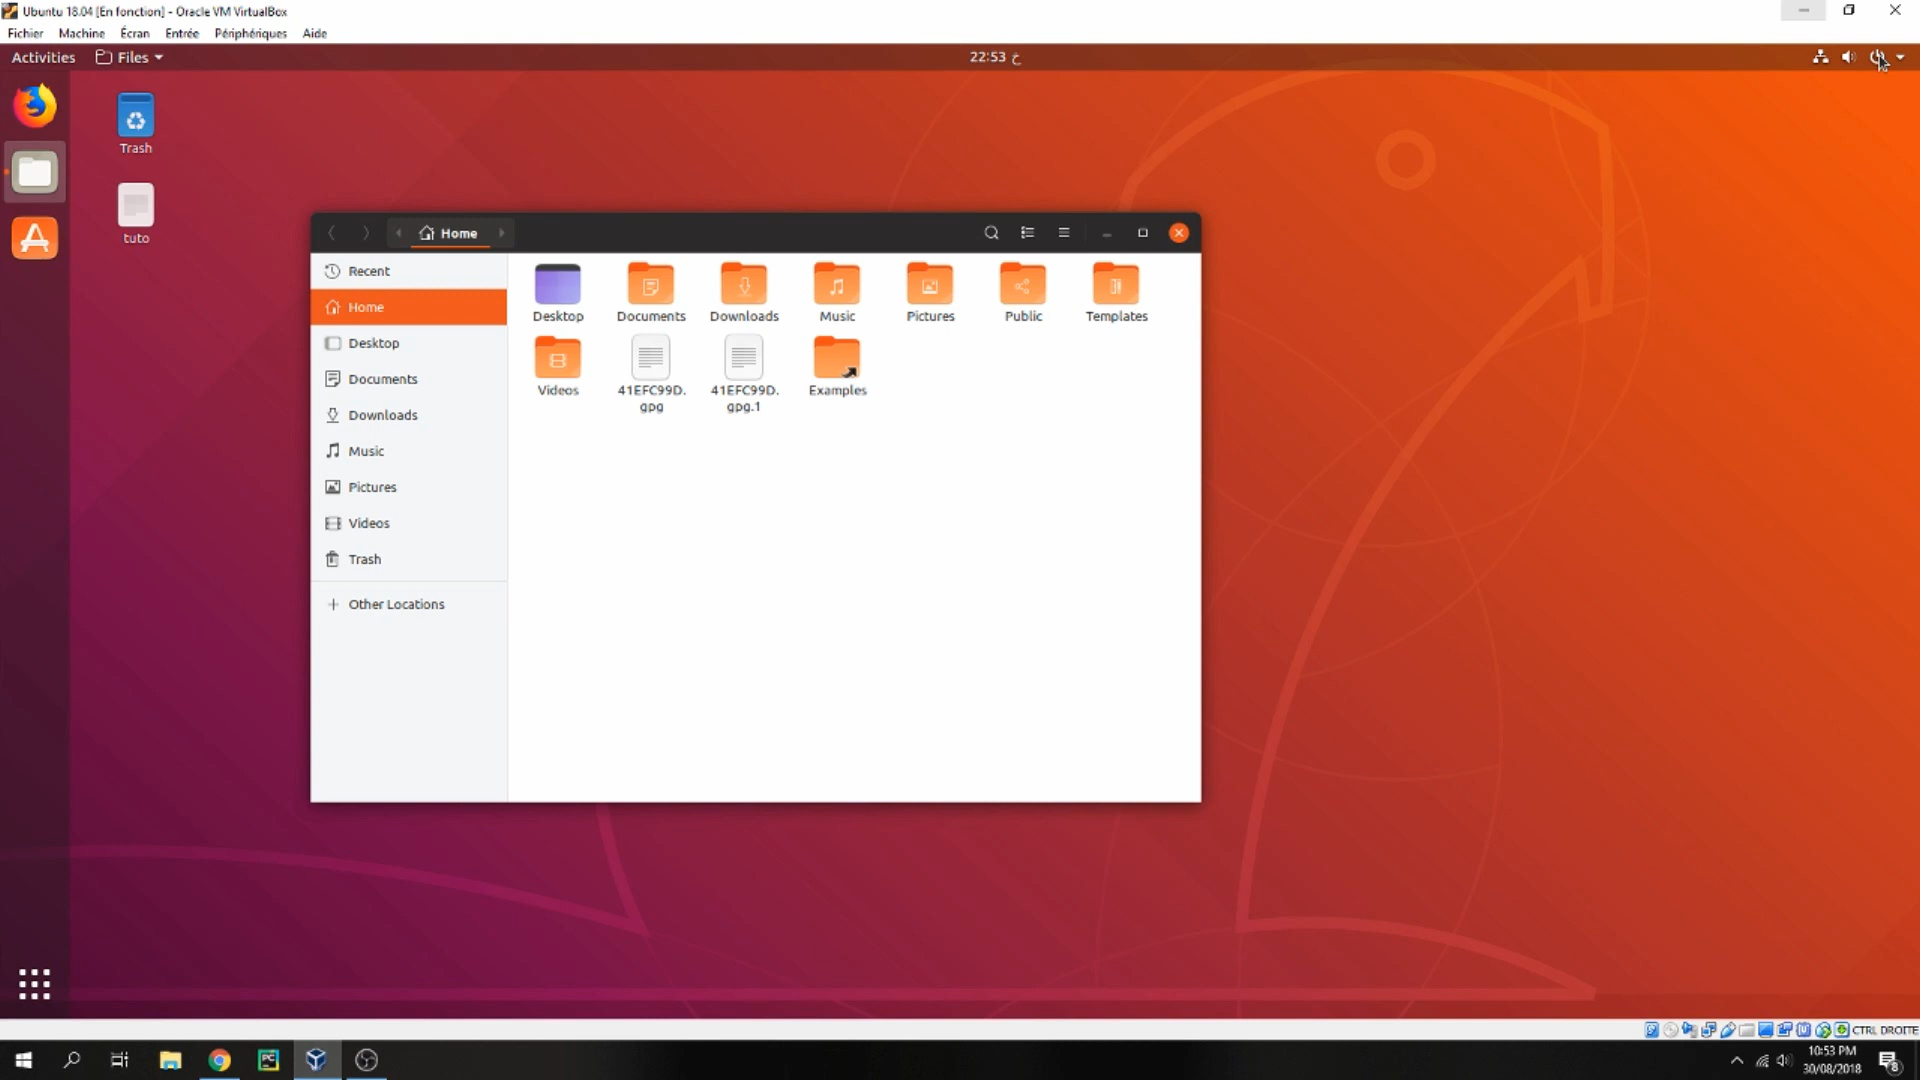 Ubuntu 18.04 [En fonction] - Oracle VM VirtualBox
Fichier Machine Écran Entrée Périphériques Aide
Activities Files 22:53 خ
Trash
tuto
Home
Recent
Home
Desktop
Documents
Downloads
Music
Pictures
Videos
Trash
Other Locations
Desktop Documents Downloads Music Pictures Public Templates
Videos 41EFC99D. 41EFC99D. Examples
gpg gpg.1
CTRL DROITE
PC
10:53 PM
30/08/2018
8